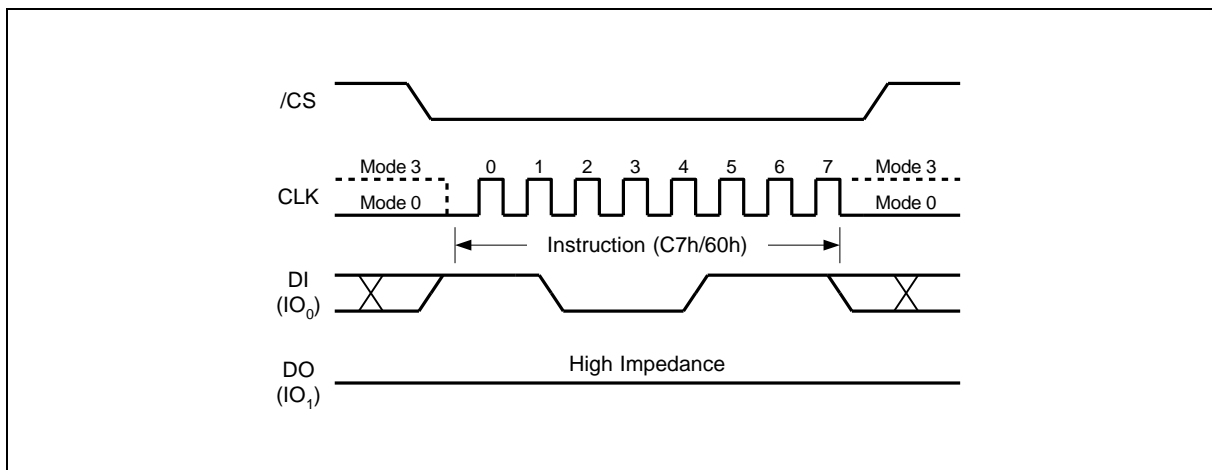 /CS
Mode 3 0 1 2 3 4 5 6 7 Mode 3
CLK
Mode 0 Mode 0
Instruction (C7h/60h)
DI
(IO0)
High Impedance
DO
(IO1)